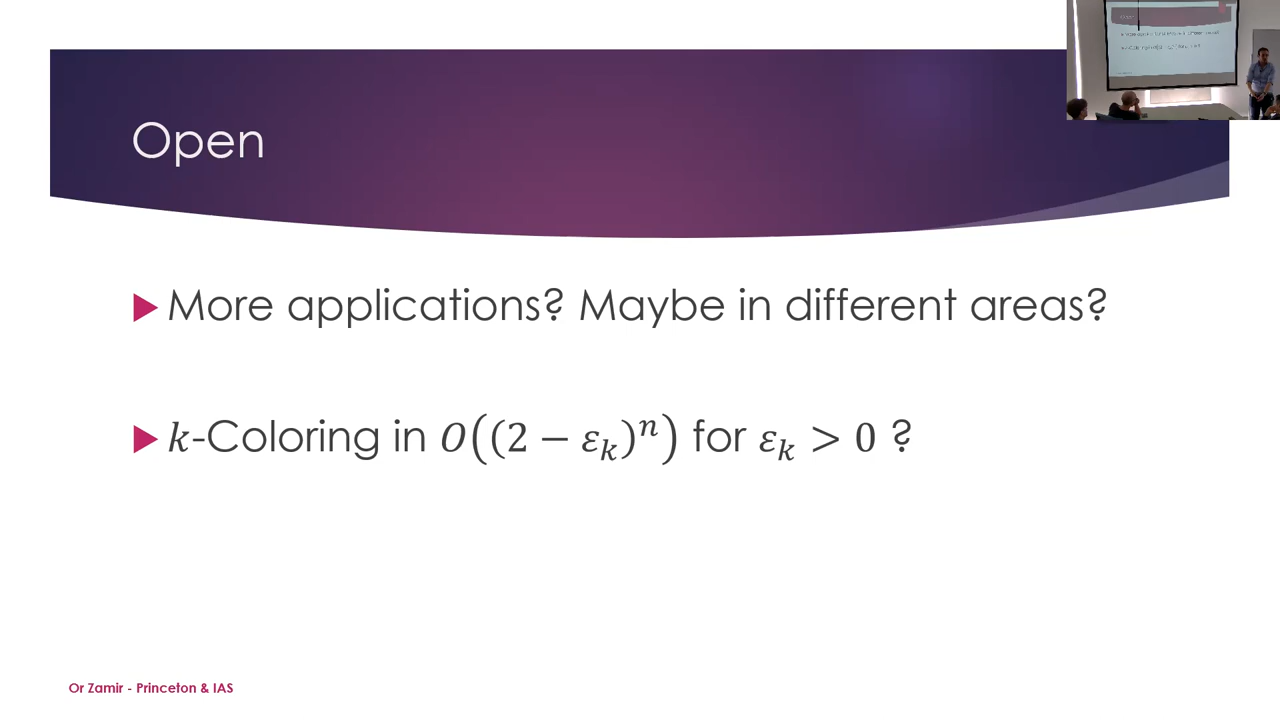 Open
More applications? Maybe in different areas?
k-Coloring in O((2 − ε_k)^n) for ε_k > 0 ?
Or Zamir - Princeton & IAS